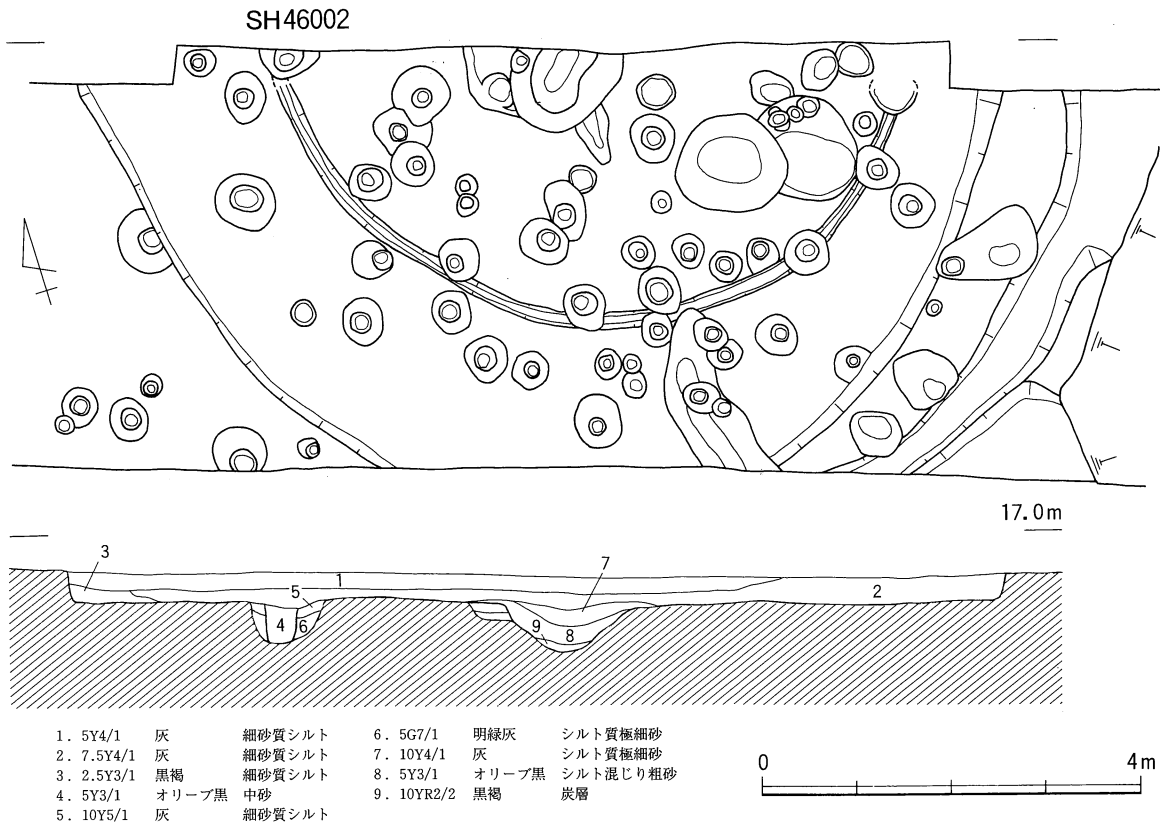 SH46002
17.0m
3
7
1
5
2
4
6
9
8
1. 5Y4/1 灰 細砂質シルト
2. 7.5Y4/1 灰 細砂質シルト
3. 2.5Y3/1 黒褐 細砂質シルト
4. 5Y3/1 オリーブ黒 中砂
5. 10Y5/1 灰 細砂質シルト
6. 5G7/1 明緑灰 シルト質極細砂
7. 10Y4/1 灰 シルト質極細砂
8. 5Y3/1 オリーブ黒 シルト混じり粗砂
9. 10YR2/2 黒褐 炭層
0 4m